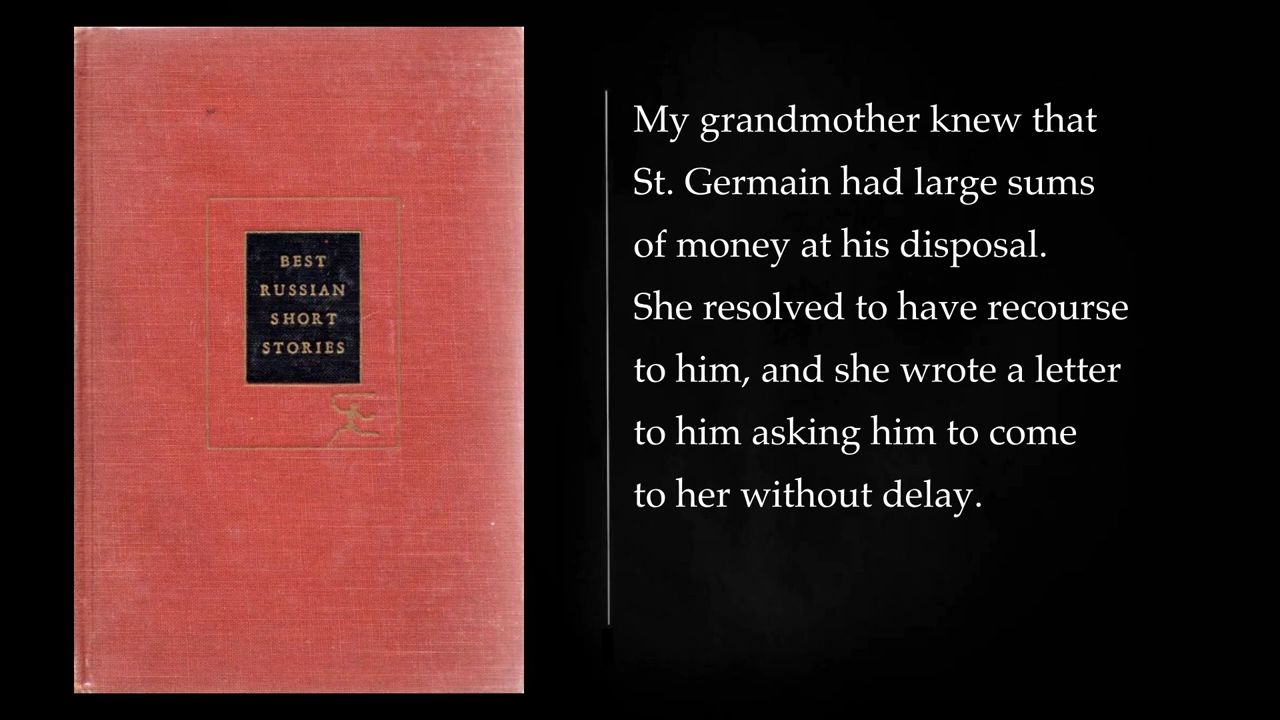 BEST
RUSSIAN
SHORT
STORIES
My grandmother knew that
St. Germain had large sums
of money at his disposal.
She resolved to have recourse
to him, and she wrote a letter
to him asking him to come
to her without delay.